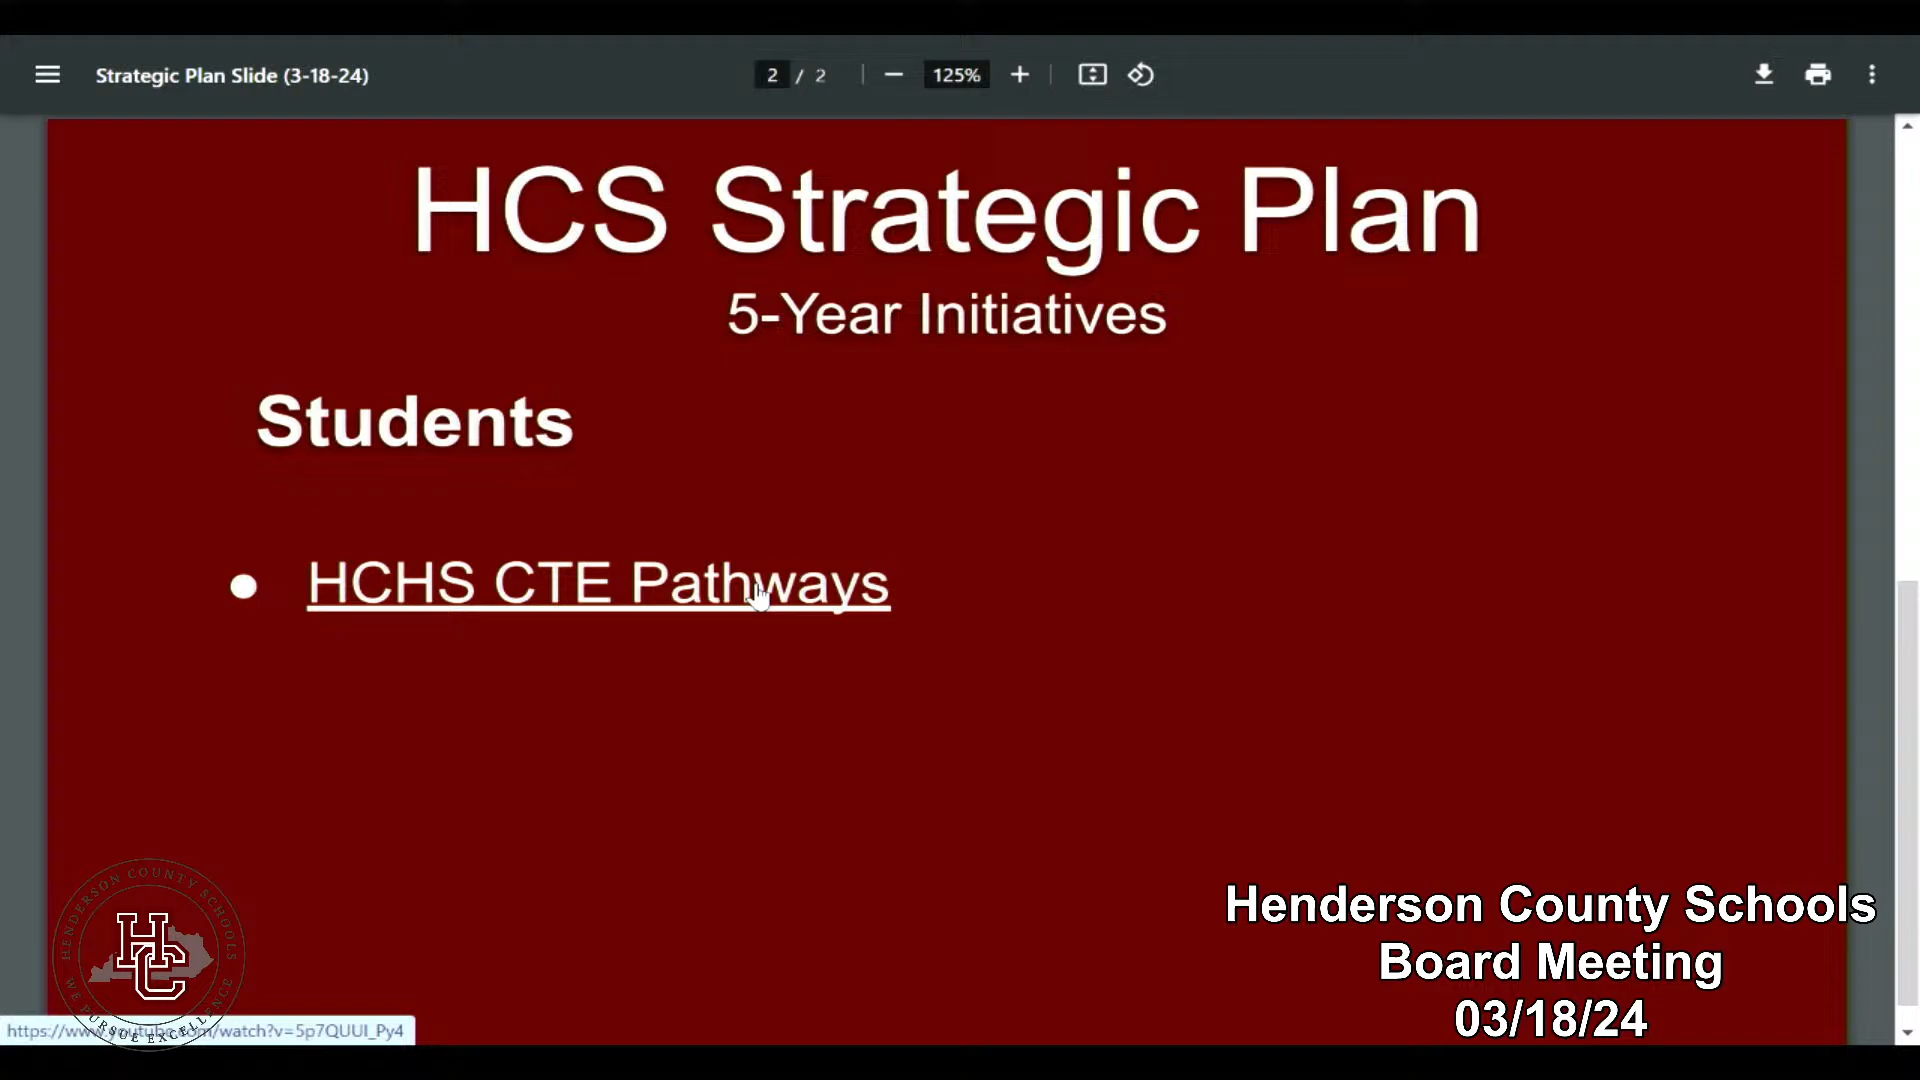 Strategic Plan Slide (3-18-24)
2 / 2
125%
HCS Strategic Plan
5-Year Initiatives
Students
● HCHS CTE Pathways
HENDERSON COUNTY SCHOOLS
HC
WE PURSUE EXCELLENCE
Henderson County Schools
Board Meeting
03/18/24
https://www.youtube.com/watch?v=5p7QUUI_Py4